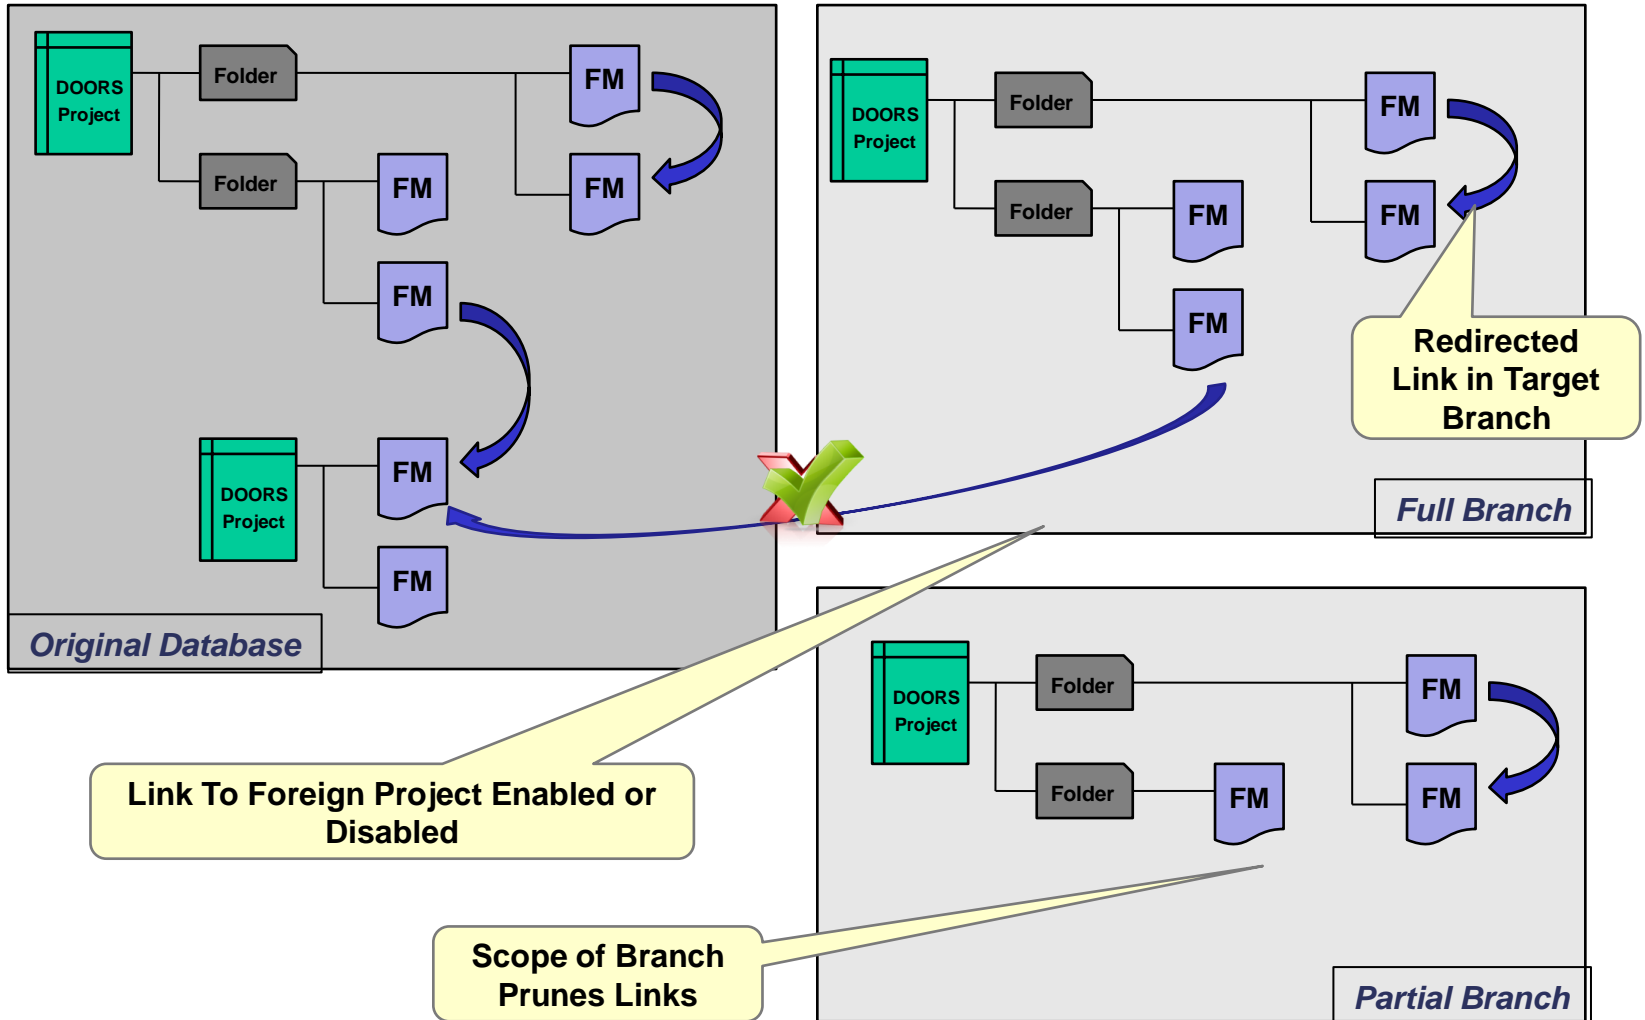 DOORS
Project
Folder
FM
Folder
FM
FM
FM
DOORS
Project
FM
FM
Original Database
DOORS
Project
Folder
FM
Folder
FM
FM
FM
Redirected
Link in Target
Branch
Full Branch
Link To Foreign Project Enabled or
Disabled
DOORS
Project
Folder
FM
Folder
FM
FM
Scope of Branch
Prunes Links
Partial Branch